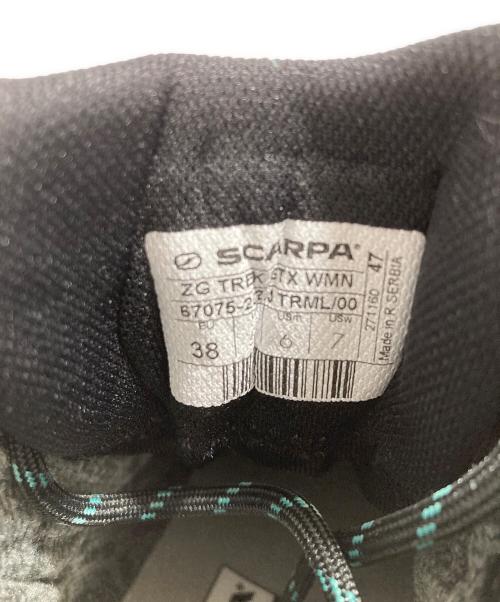 SCARPA®
ZG TREK GTX WMN
67075-2 TRML/00
EU USm USw
38 6 7
271160 47
Made in R.SERBIA